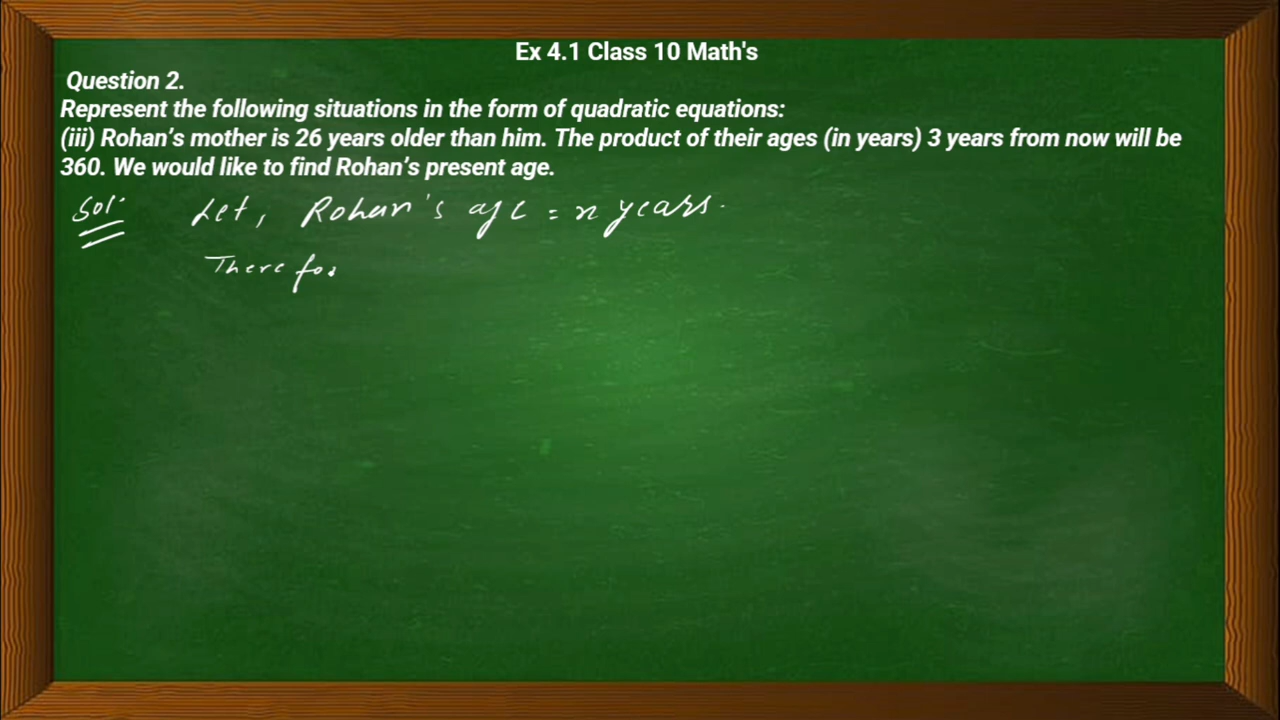 Ex 4.1 Class 10 Math's
Question 2.
Represent the following situations in the form of quadratic equations:
(iii) Rohan's mother is 26 years older than him. The product of their ages (in years) 3 years from now will be
360. We would like to find Rohan's present age.
Sol. Let, Rohan's age = x years.
Therefo